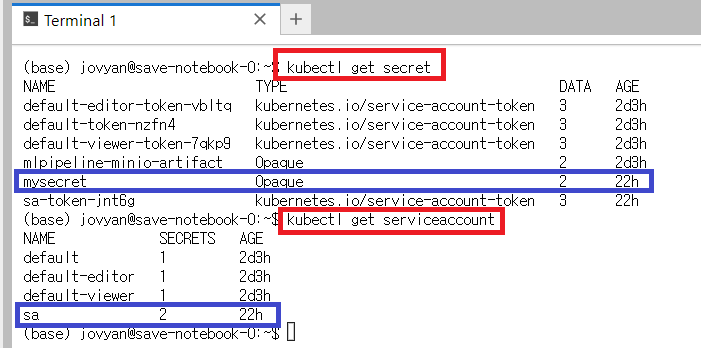 Terminal 1
(base) jovyan@save-notebook-0:~$ kubectl get secret
NAME TYPE DATA AGE
default-editor-token-vbltq kubernetes.io/service-account-token 3 2d3h
default-token-nzfn4 kubernetes.io/service-account-token 3 2d3h
default-viewer-token-7qkp9 kubernetes.io/service-account-token 3 2d3h
mlpipeline-minio-artifact Opaque 2 2d3h
mysecret Opaque 2 22h
sa-token-jnt6g kubernetes.io/service-account-token 3 22h
(base) jovyan@save-notebook-0:~$ kubectl get serviceaccount
NAME SECRETS AGE
default 1 2d3h
default-editor 1 2d3h
default-viewer 1 2d3h
sa 2 22h
(base) jovyan@save-notebook-0:~$